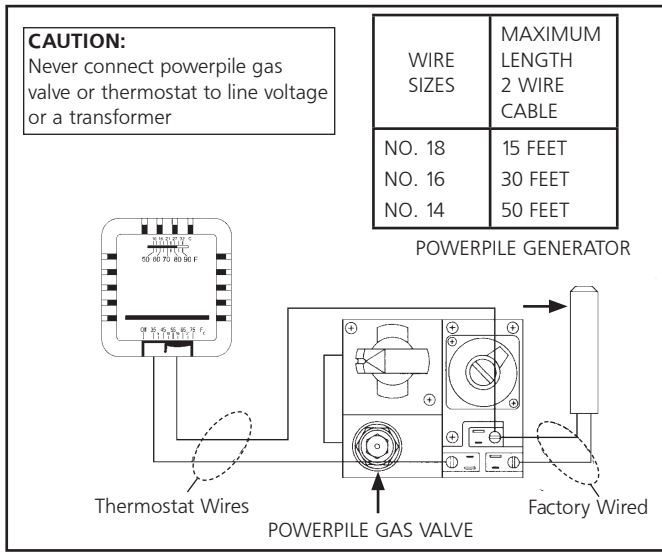 CAUTION:
Never connect powerpile gas
valve or thermostat to line voltage
or a transformer
WIRE
SIZES
MAXIMUM
LENGTH
2 WIRE
CABLE
NO. 18 15 FEET
NO. 16 30 FEET
NO. 14 50 FEET
POWERPILE GENERATOR
50 60 70 80 90 F
Thermostat Wires
POWERPILE GAS VALVE
Factory Wired